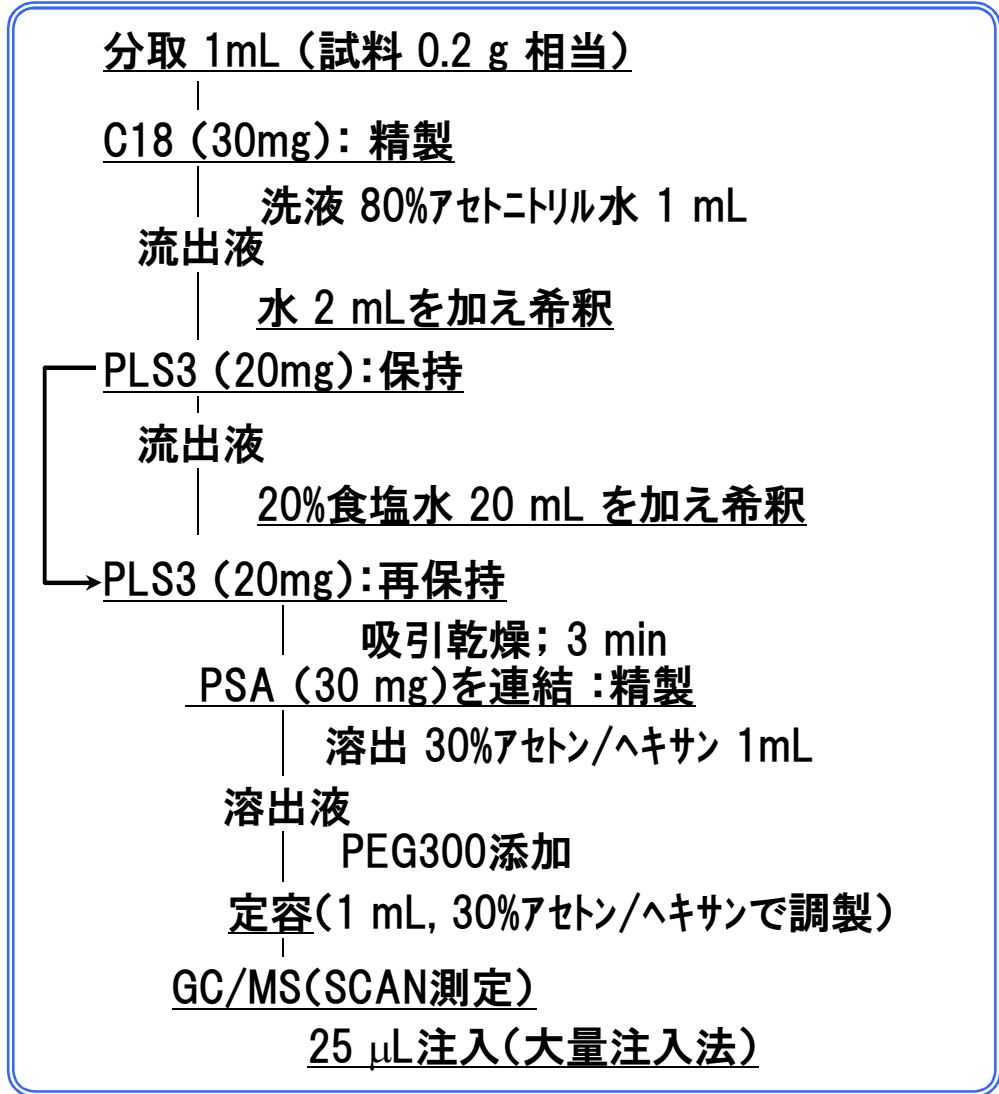 分取 1mL（試料 0.2 g 相当）
C18（30mg）：精製
洗液 80%ｱｾﾄﾆﾄﾘﾙ水 1 mL
流出液
水 2 mLを加え希釈
PLS3（20mg）：保持
流出液
20%食塩水 20 mL を加え希釈
PLS3（20mg）：再保持
吸引乾燥； 3 min
PSA（30 mg）を連結：精製
溶出 30%ｱｾﾄﾝ/ﾍｷｻﾝ 1mL
溶出液
PEG300添加
定容(1 mL, 30%ｱｾﾄﾝ/ﾍｷｻﾝで調製）
GC/MS(SCAN測定）
25 μL注入(大量注入法）